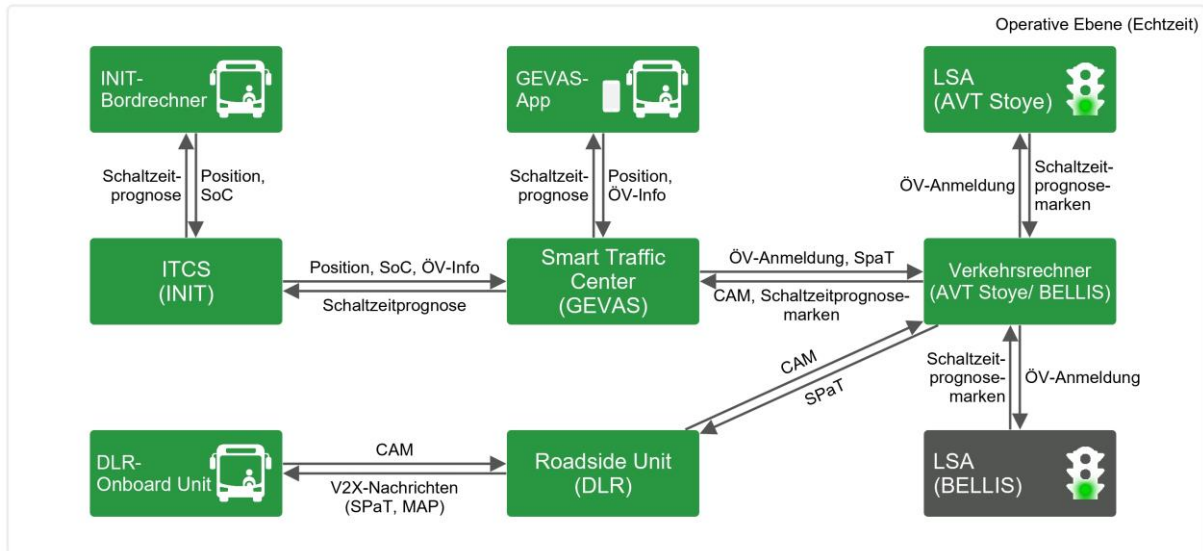 Operative Ebene (Echtzeit)
INIT-
Bordrechner
GEVAS-
App
LSA
(AVT Stoye)
Schaltzeit-
prognose
Position,
SoC
Schaltzeit-
prognose
Position,
ÖV-Info
ÖV-Anmeldung
Schaltzeit-
prognose-
marken
ITCS
(INIT)
Position, SoC, ÖV-Info
Schaltzeitprognose
Smart Traffic
Center
(GEVAS)
ÖV-Anmeldung, SpaT
CAM, Schaltzeitprognose-
marken
Verkehrsrechner
(AVT Stoye/ BELLIS)
CAM
SPaT
Schaltzeit-
prognose-
marken
ÖV-Anmeldung
DLR-
Onboard Unit
CAM
V2X-Nachrichten
(SPaT, MAP)
Roadside Unit
(DLR)
LSA
(BELLIS)